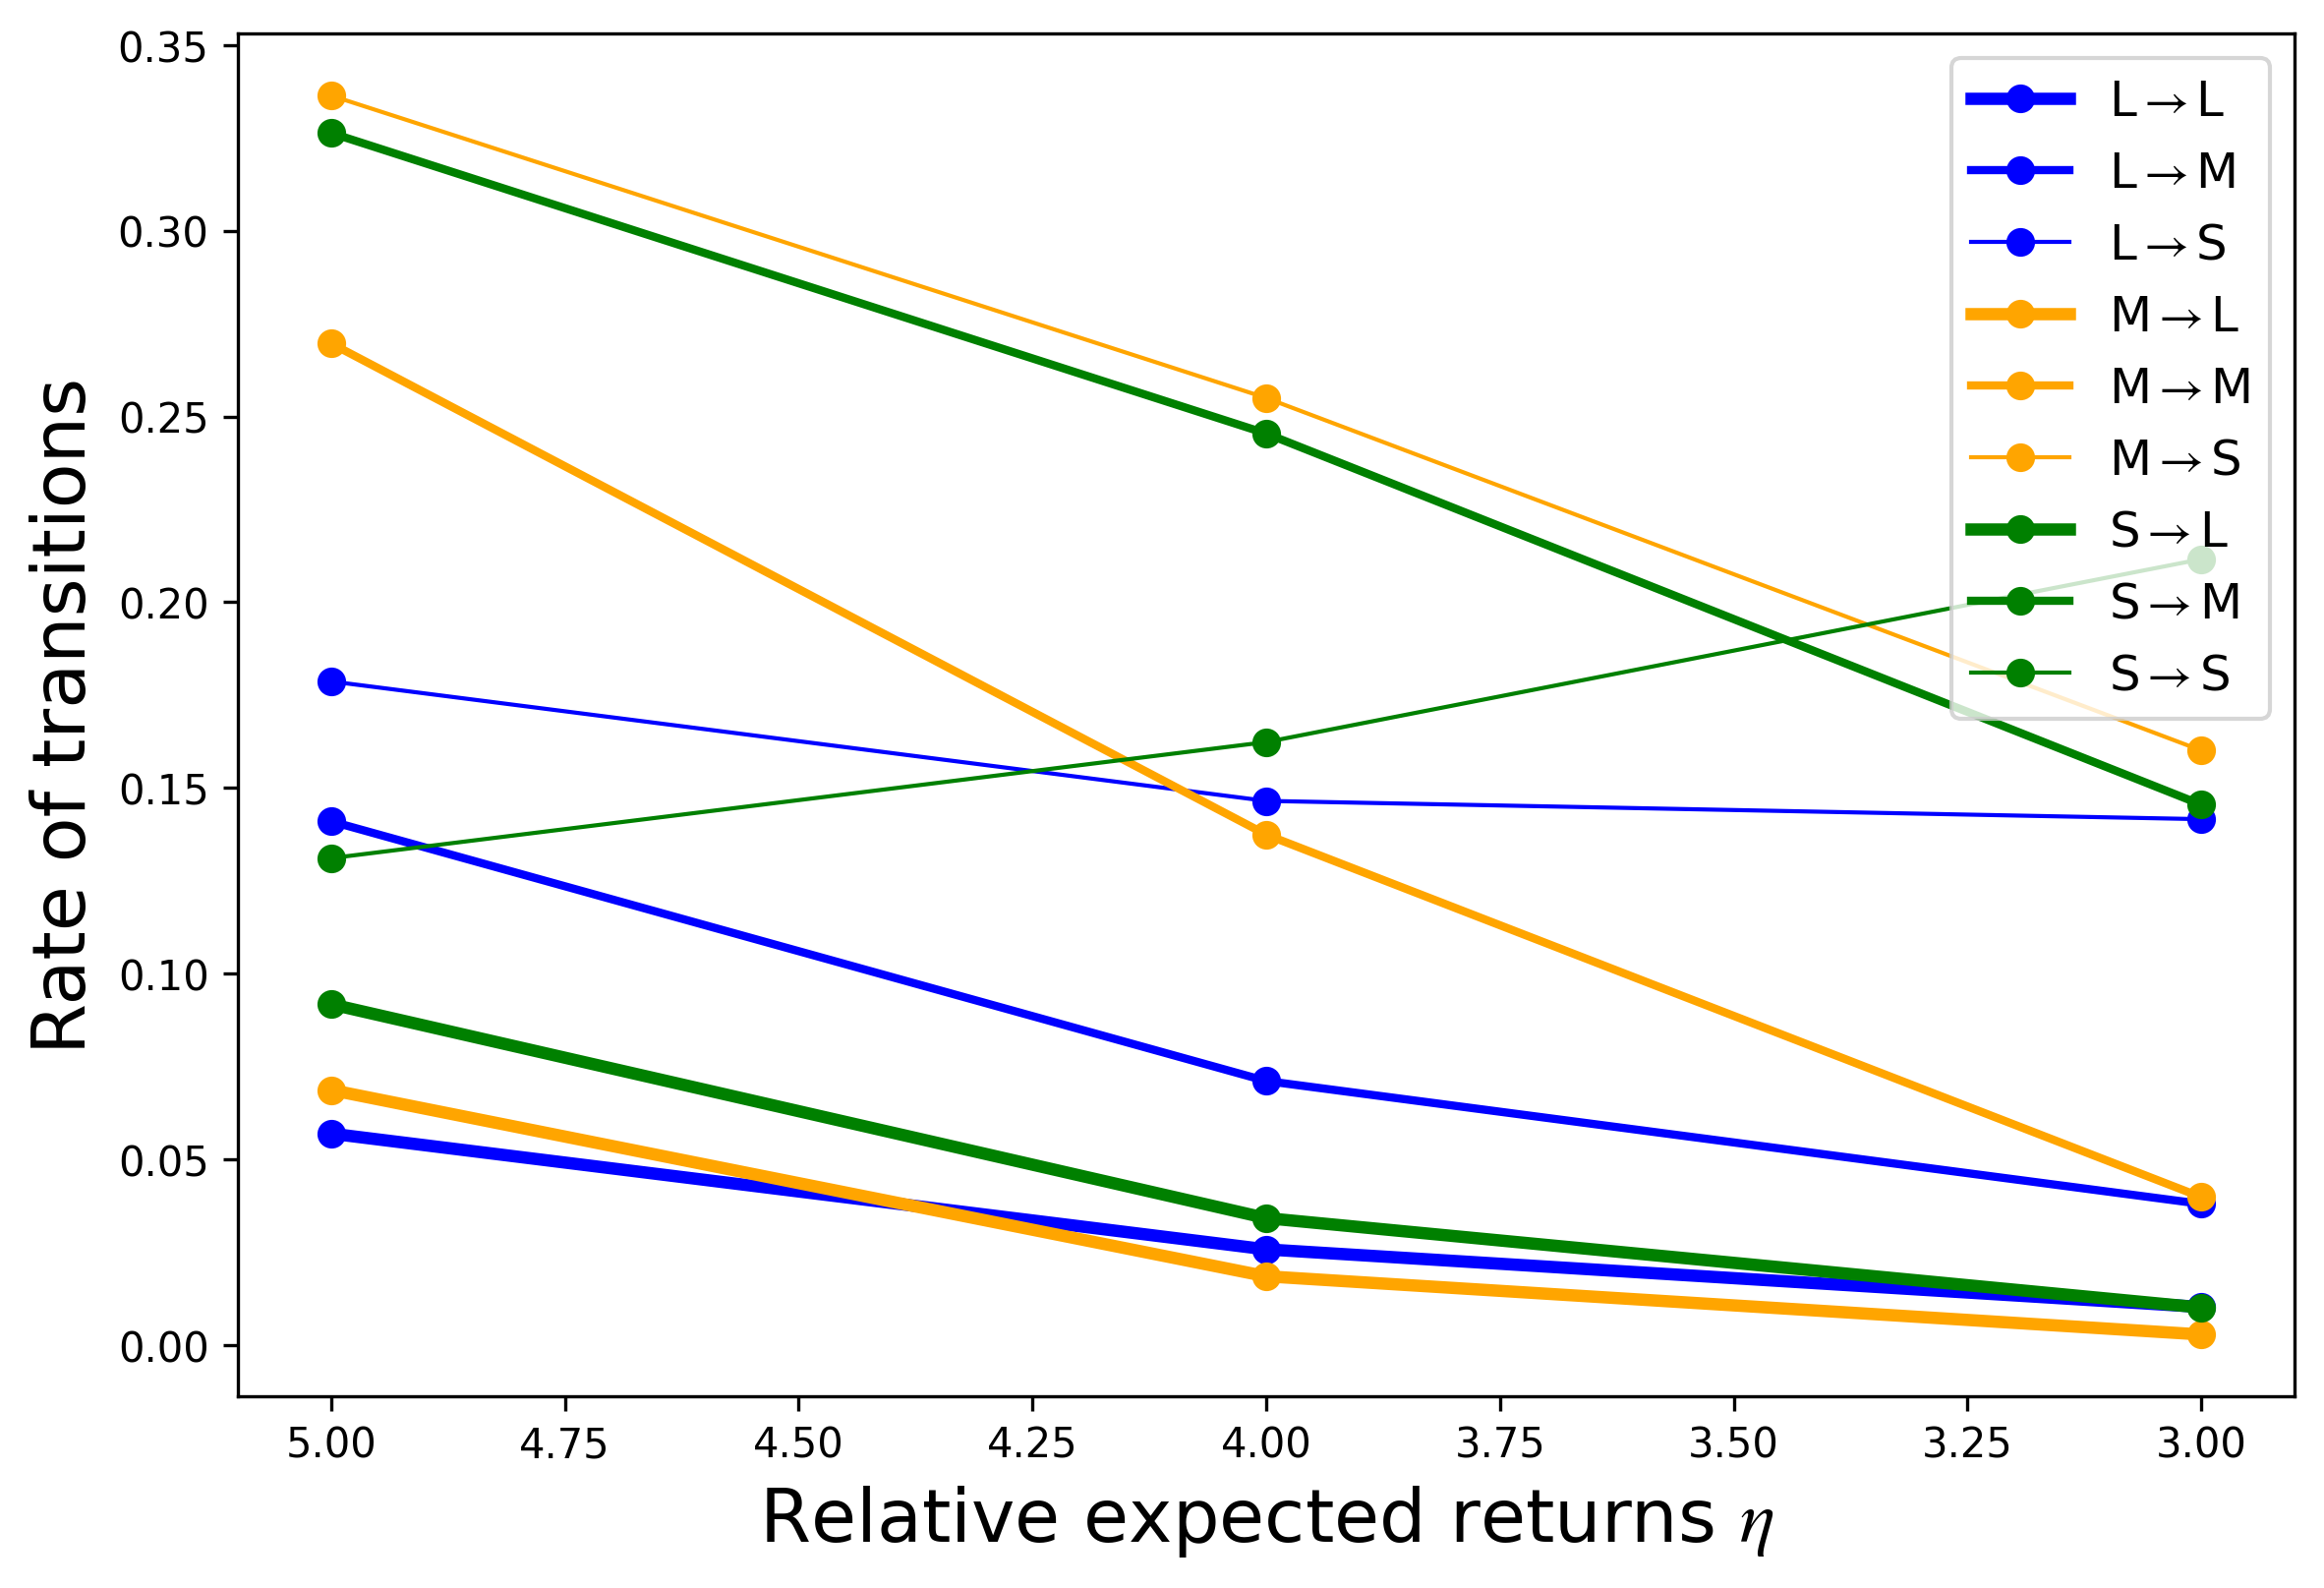 0.35
0.30
0.25
0.20
0.15
0.10
0.05
0.00
Rate of transitions
L→L
L→M
L→S
M→L
M→M
M→S
S→L
S→M
S→S
5.00 4.75 4.50 4.25 4.00 3.75 3.50 3.25 3.00
Relative expected returns η